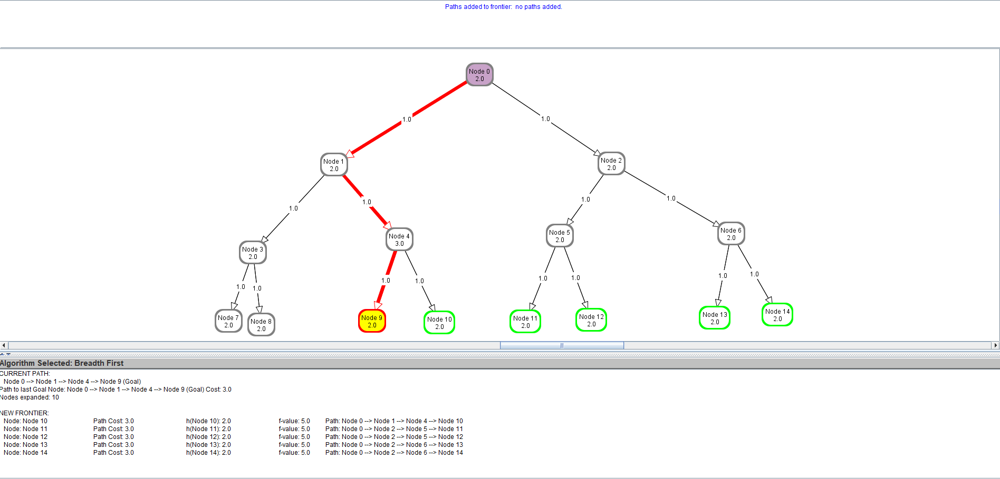 Paths added to frontier: no paths added.
Node 0
2.0
1.0
1.0
Node 1
2.0
Node 2
2.0
1.0
1.0
1.0
1.0
Node 3
2.0
Node 4
3.0
Node 5
2.0
Node 6
2.0
1.0
1.0
1.0
1.0
1.0
1.0
1.0
1.0
Node 7
2.0
Node 8
2.0
Node 9
2.0
Node 10
2.0
Node 11
2.0
Node 12
2.0
Node 13
2.0
Node 14
2.0
Algorithm Selected: Breadth First
CURRENT PATH:
Node 0 --> Node 1 --> Node 4 --> Node 9 (Goal)
Path to last Goal Node: Node 0 --> Node 1 --> Node 4 --> Node 9 (Goal) Cost: 3.0
Nodes expanded: 10
NEW FRONTIER:
Node: Node 10 Path Cost: 3.0 h(Node 10): 2.0 f-value: 5.0 Path: Node 0 --> Node 1 --> Node 4 --> Node 10
Node: Node 11 Path Cost: 3.0 h(Node 11): 2.0 f-value: 5.0 Path: Node 0 --> Node 2 --> Node 5 --> Node 11
Node: Node 12 Path Cost: 3.0 h(Node 12): 2.0 f-value: 5.0 Path: Node 0 --> Node 2 --> Node 5 --> Node 12
Node: Node 13 Path Cost: 3.0 h(Node 13): 2.0 f-value: 5.0 Path: Node 0 --> Node 2 --> Node 6 --> Node 13
Node: Node 14 Path Cost: 3.0 h(Node 14): 2.0 f-value: 5.0 Path: Node 0 --> Node 2 --> Node 6 --> Node 14